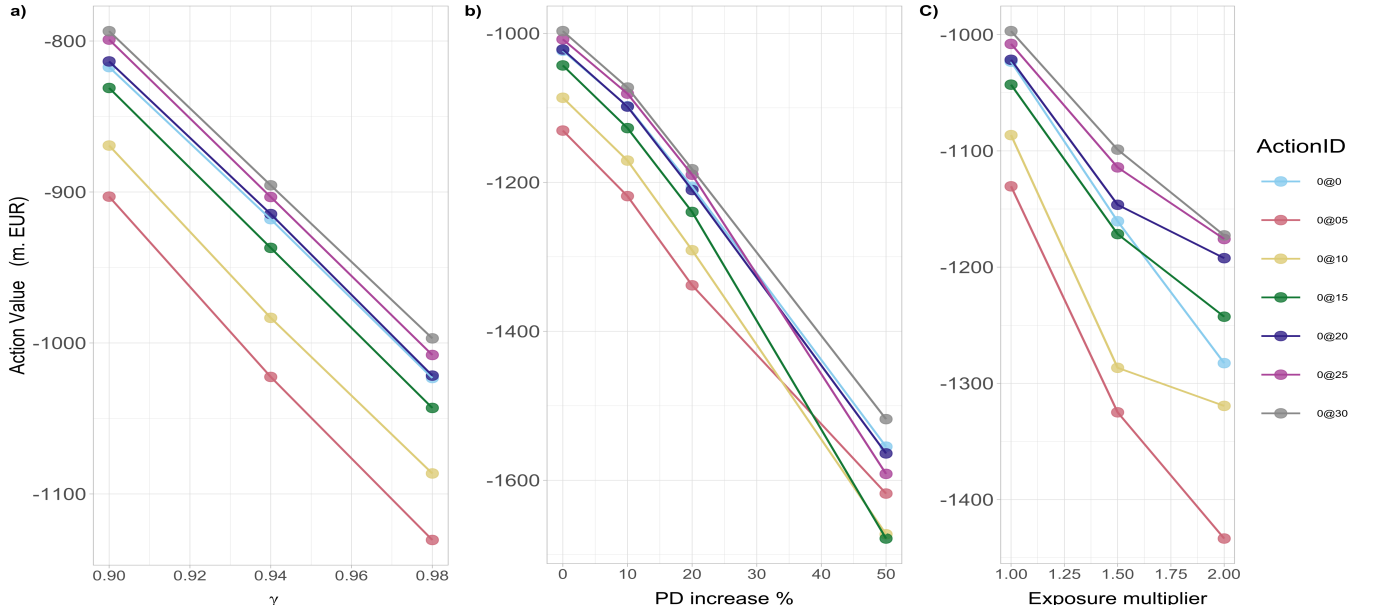 a)
Action Value (m. EUR)
-800
-900
-1000
-1100
0.90 0.92 0.94 0.96 0.98
γ
b)
-1000
-1200
-1400
-1600
0 10 20 30 40 50
PD increase %
C)
-1000
-1100
-1200
-1300
-1400
1.00 1.25 1.50 1.75 2.00
Exposure multiplier
ActionID
0@0
0@05
0@10
0@15
0@20
0@25
0@30